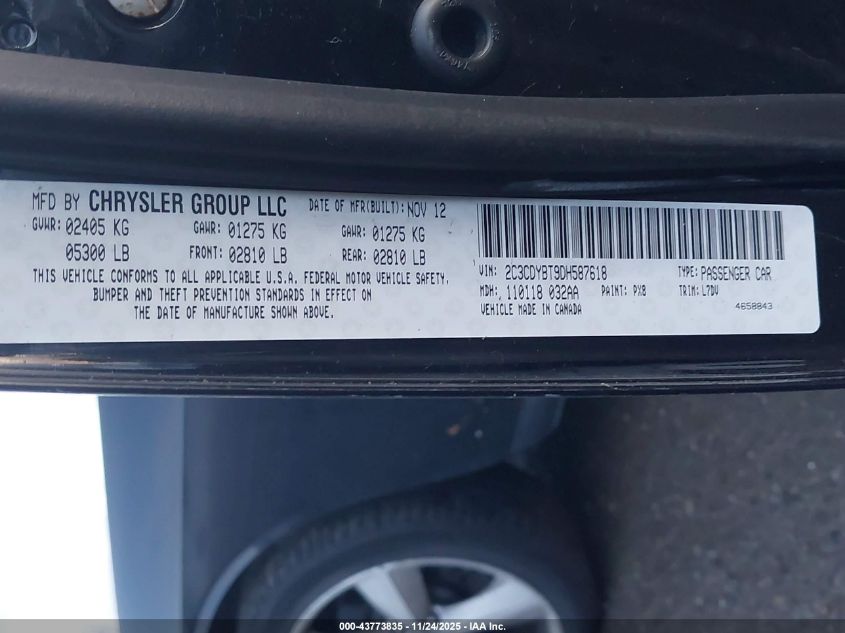 MFD BY CHRYSLER GROUP LLC DATE OF MFR(BUILT): NOV 12
GVWR: 02405 KG GAWR: 01275 KG GAWR: 01275 KG
05300 LB FRONT: 02810 LB REAR: 02810 LB
THIS VEHICLE CONFORMS TO ALL APPLICABLE U.S.A. FEDERAL MOTOR VEHICLE SAFETY,
BUMPER AND THEFT PREVENTION STANDARDS IN EFFECT ON
THE DATE OF MANUFACTURE SHOWN ABOVE.
VIN: 2C3CDYBT9DH587618 TYPE: PASSENGER CAR
MDH: 110118 032AA PAINT: PX8 TRIM: L7DV
VEHICLE MADE IN CANADA 4658843
000-43773835 - 11/24/2025 - IAA Inc.